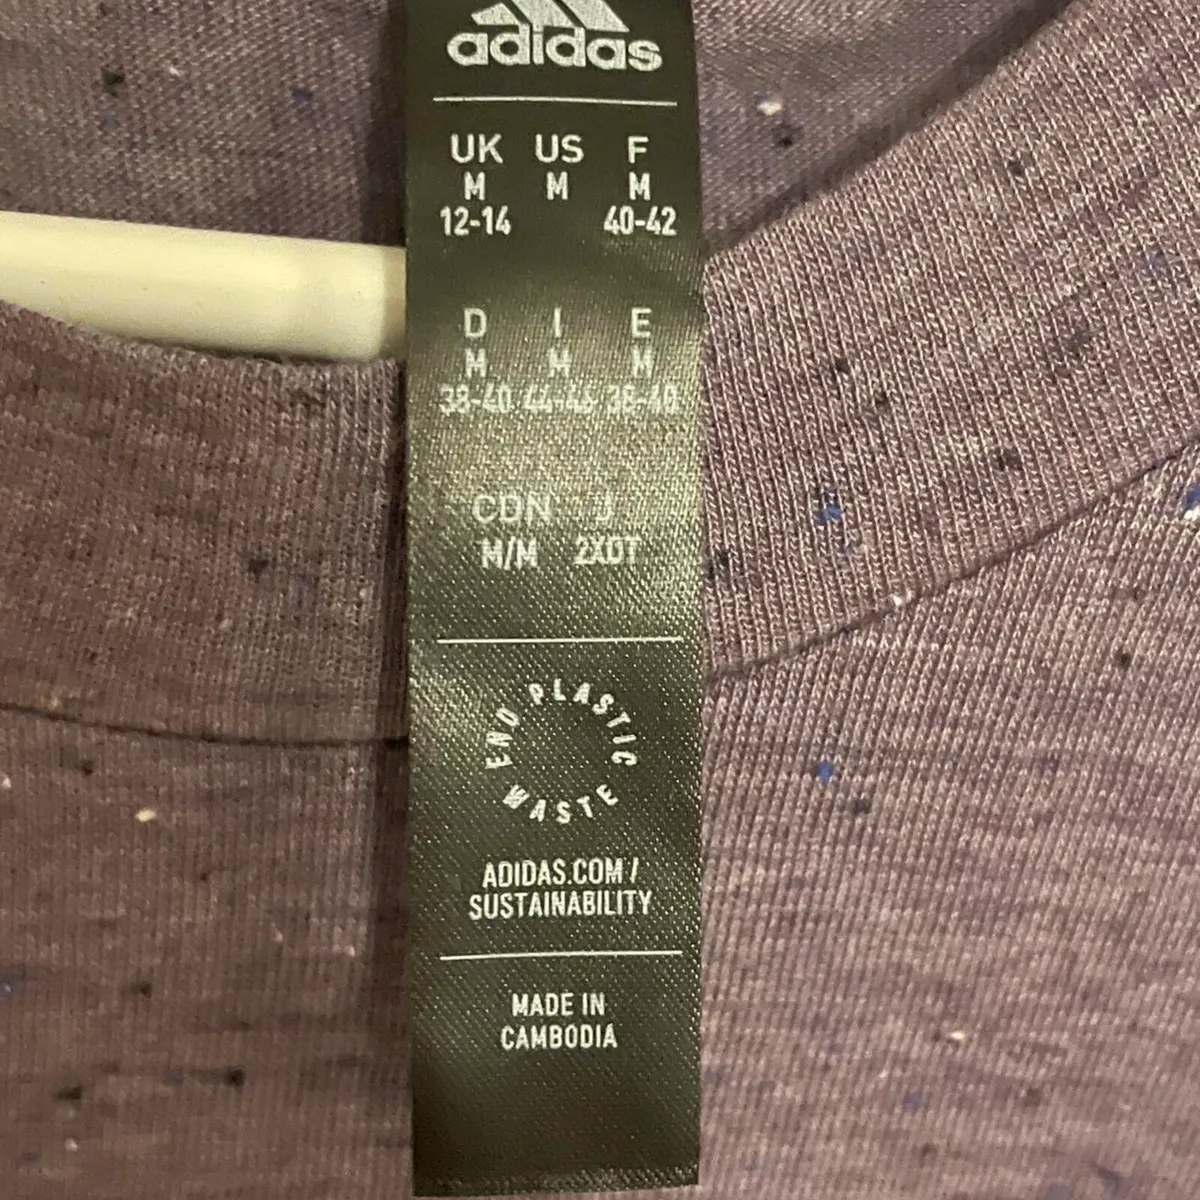 adidas
UK US F
M M M
12-14 40-42
D I E
M M M
38-40 44-46 38-40
CDN J
M/M 2XOT
END PLASTIC WASTE
ADIDAS.COM /
SUSTAINABILITY
MADE IN
CAMBODIA